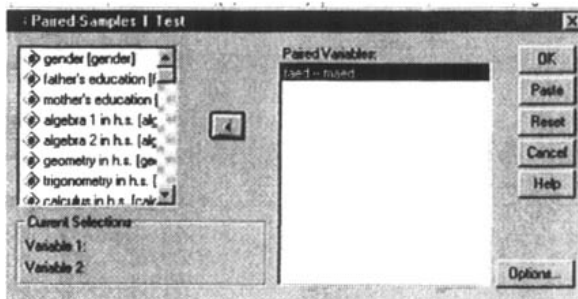 Paired Samples T Test
gender [gender]
father's education [f
mother's education [
algebra 1 in h.s. [alg
algebra 2 in h.s. [alg
geometry in h.s. [geo
trigonometry in h.s. [
calculus in h.s. [calc
Current Selections
Variable 1:
Variable 2:
Paired Variables:
faed -- maed
OK
Paste
Reset
Cancel
Help
Options...